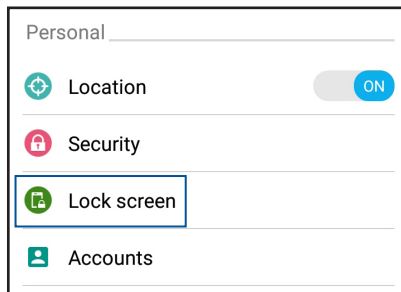 Personal
Location ON
Security
Lock screen
Accounts